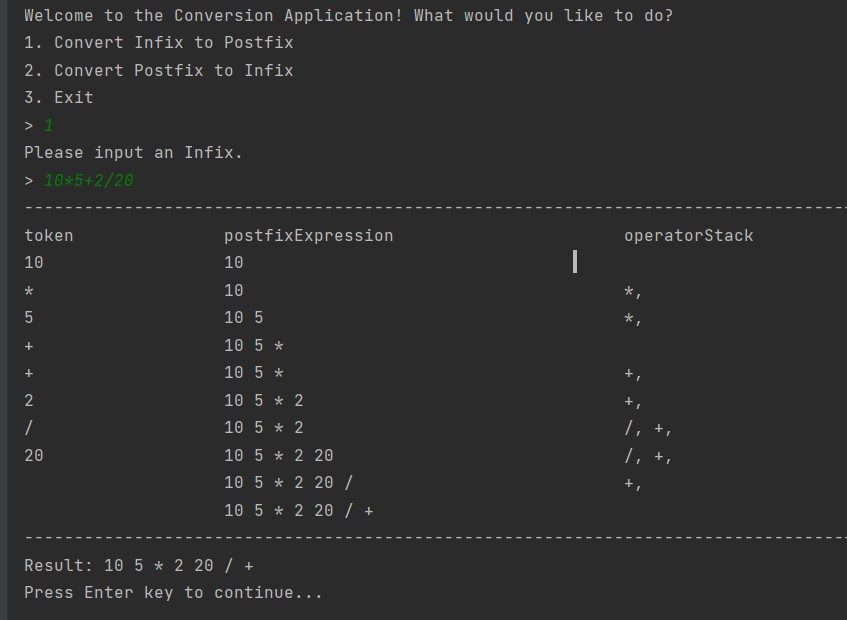 Welcome to the Conversion Application! What would you like to do?
1. Convert Infix to Postfix
2. Convert Postfix to Infix
3. Exit
> 1
Please input an Infix.
> 10*5+2/20
-----------------------------------------------------------------------------------
token               postfixExpression                       operatorStack
10                  10
*                   10                                      *,
5                   10 5                                    *,
+                   10 5 *
+                   10 5 *                                  +,
2                   10 5 * 2                                +,
/                   10 5 * 2                                /, +,
20                  10 5 * 2 20                             /, +,
                    10 5 * 2 20 /                           +,
                    10 5 * 2 20 / +
-----------------------------------------------------------------------------------
Result: 10 5 * 2 20 / +
Press Enter key to continue...